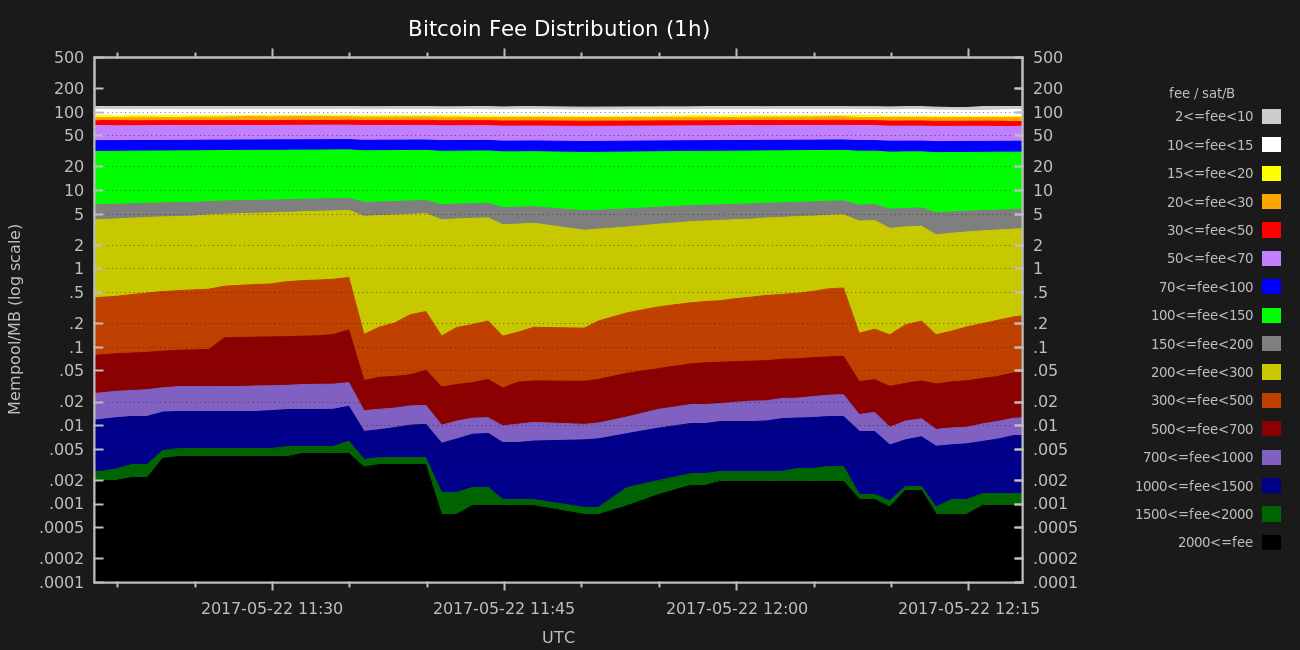 Bitcoin Fee Distribution (1h)
500
200
100
50
20
10
5
2
1
.5
.2
.1
.05
.02
.01
.005
.002
.001
.0005
.0002
.0001
Mempool/MB (log scale)
500
200
100
50
20
10
5
2
1
.5
.2
.1
.05
.02
.01
.005
.002
.001
.0005
.0002
.0001
2017-05-22 11:30
2017-05-22 11:45
2017-05-22 12:00
2017-05-22 12:15
UTC
fee / sat/B
2<=fee<10
10<=fee<15
15<=fee<20
20<=fee<30
30<=fee<50
50<=fee<70
70<=fee<100
100<=fee<150
150<=fee<200
200<=fee<300
300<=fee<500
500<=fee<700
700<=fee<1000
1000<=fee<1500
1500<=fee<2000
2000<=fee